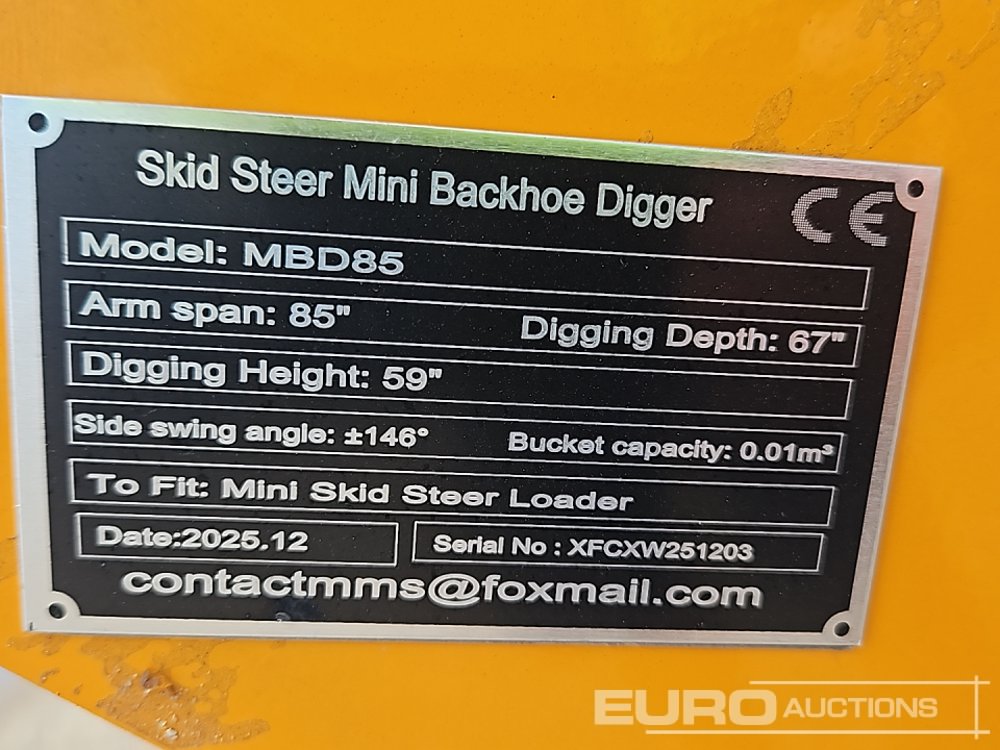 Skid Steer Mini Backhoe Digger CE
Model: MBD85
Arm span: 85" Digging Depth: 67"
Digging Height: 59"
Side swing angle: ±146° Bucket capacity: 0.01m³
To Fit: Mini Skid Steer Loader
Date:2025.12 Serial No : XFCXW251203
contactmms@foxmail.com
EURO AUCTIONS